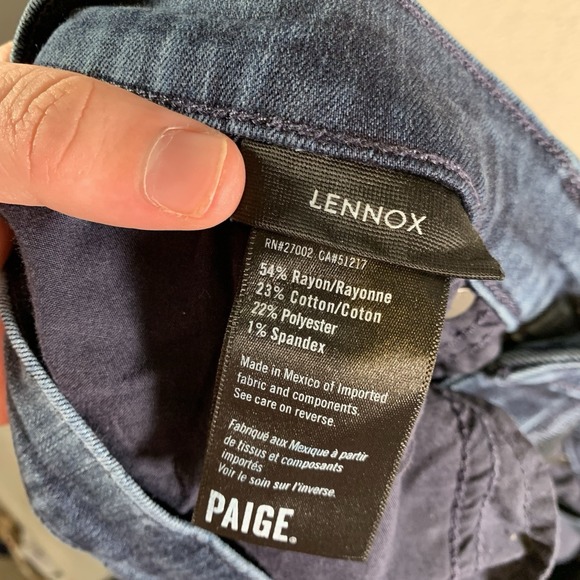 LENNOX
RN#27002 CA#51217
54% Rayon/Rayonne
23% Cotton/Coton
22% Polyester
1% Spandex
Made in Mexico of Imported
fabric and components.
See care on reverse.
Fabriqué aux Mexique à partir
de tissus et composants
importés
Voir le soin sur l'inverse.
PAIGE.